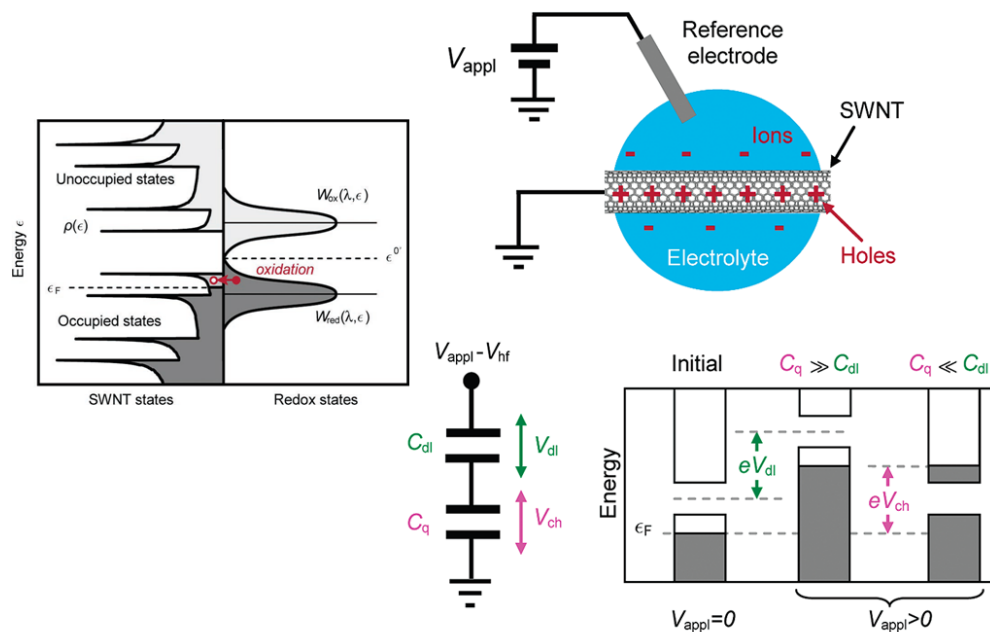 Reference
electrode
V_appl
SWNT
Ions
- - - -
+ + + + + + +
- - -
Electrolyte
Holes
Energy ϵ
Unoccupied states
W_ox(λ,ϵ)
ρ(ϵ)
ϵ^0'
oxidation
ϵ_F
W_red(λ,ϵ)
Occupied states
SWNT states
Redox states
V_appl - V_hf
C_dl
V_dl
C_q
V_ch
Initial
C_q ≫ C_dl
C_q ≪ C_dl
Energy
eV_dl
eV_ch
ϵ_F
V_appl=0
V_appl>0